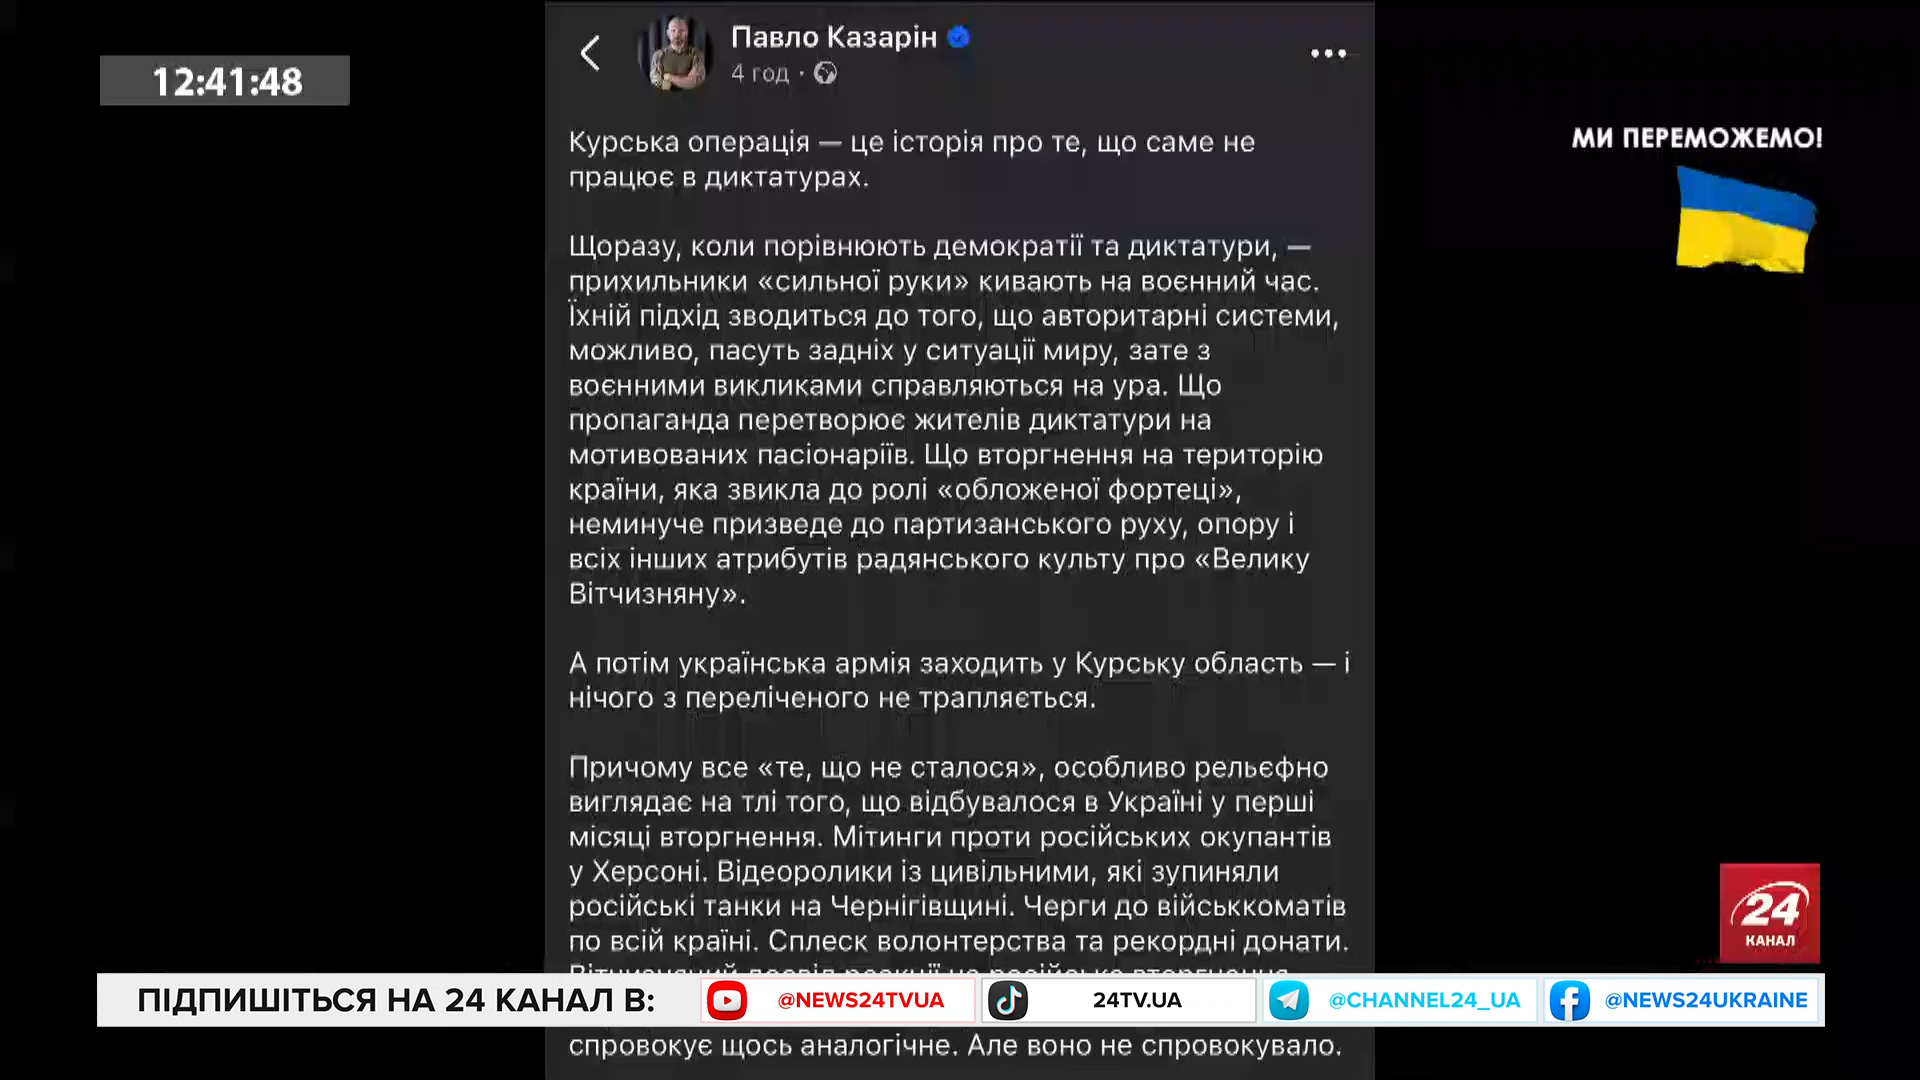 12:41:48
Павло Казарін
4 год ·
МИ ПЕРЕМОЖЕМО!
Курська операція — це історія про те, що саме не
працює в диктатурах.
Щоразу, коли порівнюють демократії та диктатури, —
прихильники «сильної руки» кивають на воєнний час.
Їхній підхід зводиться до того, що авторитарні системи,
можливо, пасуть задніх у ситуації миру, зате з
воєнними викликами справляються на ура. Що
пропаганда перетворює жителів диктатури на
мотивованих пасіонаріїв. Що вторгнення на територію
країни, яка звикла до ролі «обложеної фортеці»,
неминуче призведе до партизанського руху, опору і
всіх інших атрибутів радянського культу про «Велику
Вітчизняну».
А потім українська армія заходить у Курську область — і
нічого з переліченого не трапляється.
Причому все «те, що не сталося», особливо рельєфно
виглядає на тлі того, що відбувалося в Україні у перші
місяці вторгнення. Мітинги проти російських окупантів
у Херсоні. Відеоролики із цивільними, які зупиняли
російські танки на Чернігівщині. Черги до військкоматів
по всій країні. Сплеск волонтерства та рекордні донати.
24
КАНАЛ
ПІДПИШІТЬСЯ НА 24 КАНАЛ В:
@NEWS24TVUA
24TV.UA
@CHANNEL24_UA
@NEWS24UKRAINE
спровокує щось аналогічне. Але воно не спровокувало.